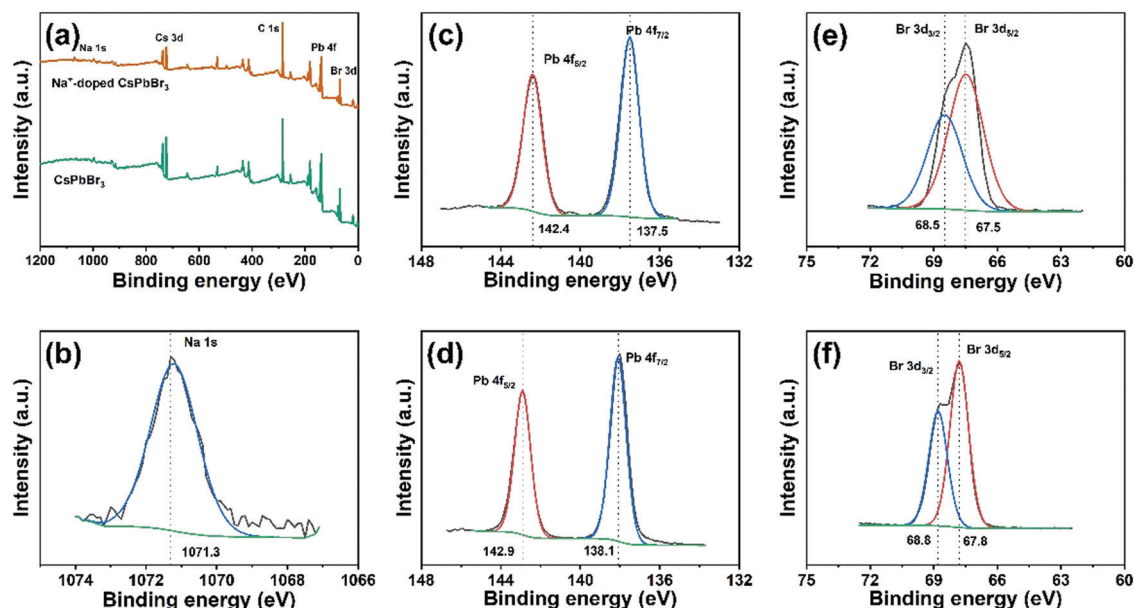 (a)
Na 1s
Cs 3d
C 1s
Pb 4f
Br 3d
Na⁺-doped CsPbBr₃
CsPbBr₃
Intensity (a.u.)
1200 1000 800 600 400 200 0
Binding energy (eV)
(c)
Pb 4f₇/₂
Pb 4f₅/₂
142.4
137.5
Intensity (a.u.)
148 144 140 136 132
Binding energy (eV)
(e)
Br 3d₃/₂
Br 3d₅/₂
68.5
67.5
Intensity (a.u.)
75 72 69 66 63 60
Binding energy (eV)
(b)
Na 1s
1071.3
Intensity (a.u.)
1074 1072 1070 1068 1066
Binding energy (eV)
(d)
Pb 4f₇/₂
Pb 4f₅/₂
142.9
138.1
Intensity (a.u.)
148 144 140 136 132
Binding energy (eV)
(f)
Br 3d₅/₂
Br 3d₃/₂
68.8
67.8
Intensity (a.u.)
75 72 69 66 63 60
Binding energy (eV)